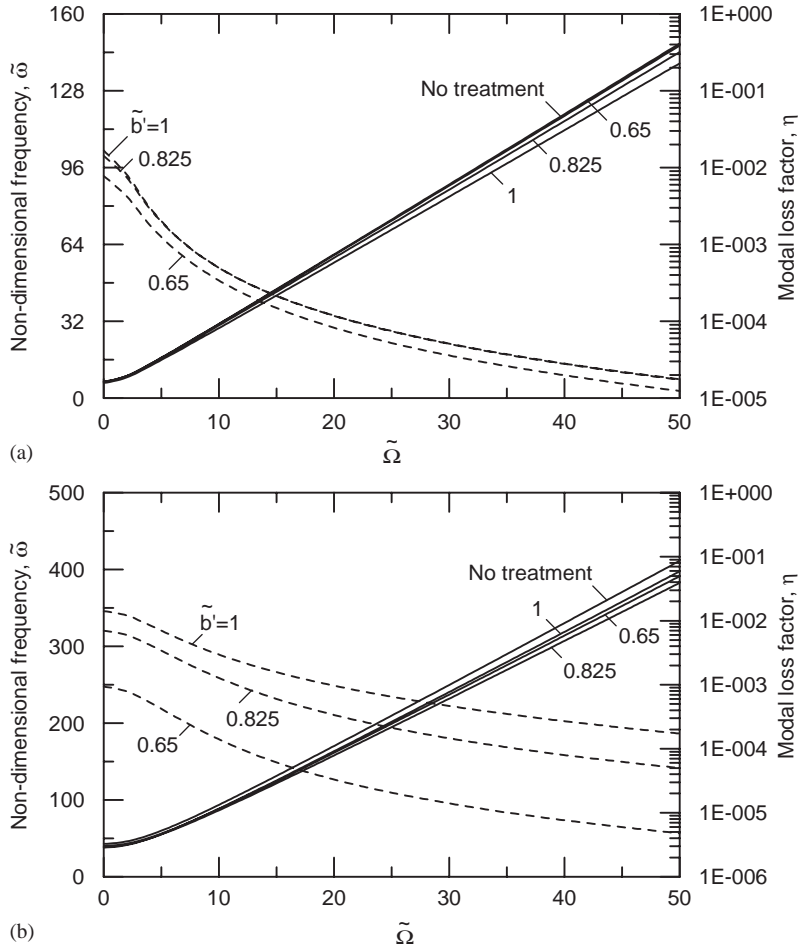 160
128
96
64
32
0
Non-dimensional frequency, ω̃
1E+000
1E-001
1E-002
1E-003
1E-004
1E-005
Modal loss factor, η
b̃'=1
0.825
0.65
No treatment
0.65
0.825
1
0
10
20
30
40
50
(a)
Ω̃
500
400
300
200
100
0
Non-dimensional frequency, ω̃
1E+000
1E-001
1E-002
1E-003
1E-004
1E-005
1E-006
Modal loss factor, η
b̃'=1
0.825
0.65
No treatment
1
0.65
0.825
0
10
20
30
40
50
(b)
Ω̃